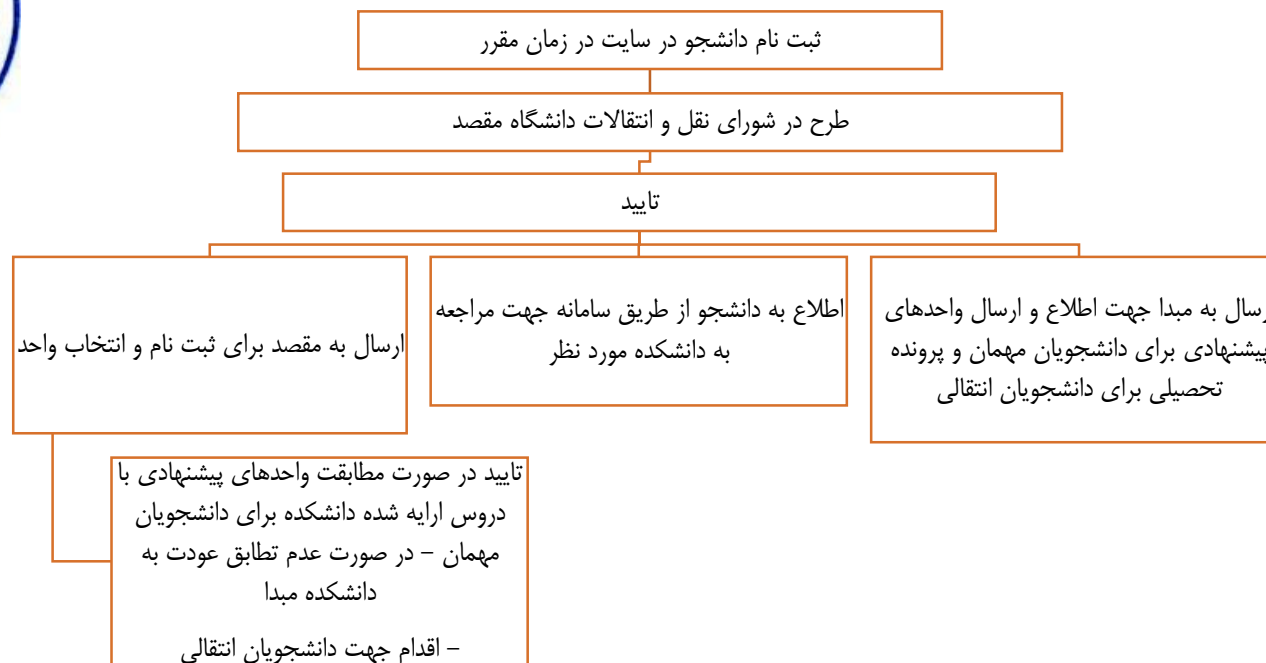 ثبت نام دانشجو در سایت در زمان مقرر
طرح در شورای نقل و انتقالات دانشگاه مقصد
تایید
رسال به مبدا جهت اطلاع و ارسال واحدهای
پیشنهادی برای دانشجویان مهمان و پرونده
تحصیلی برای دانشجویان انتقالی
اطلاع به دانشجو از طریق سامانه جهت مراجعه
به دانشکده مورد نظر
ارسال به مقصد برای ثبت نام و انتخاب واحد
تایید در صورت مطابقت واحدهای پیشنهادی با
دروس ارایه شده دانشکده برای دانشجویان
مهمان – در صورت عدم تطابق عودت به
دانشکده مبدا
– اقدام جهت دانشجویان انتقالی